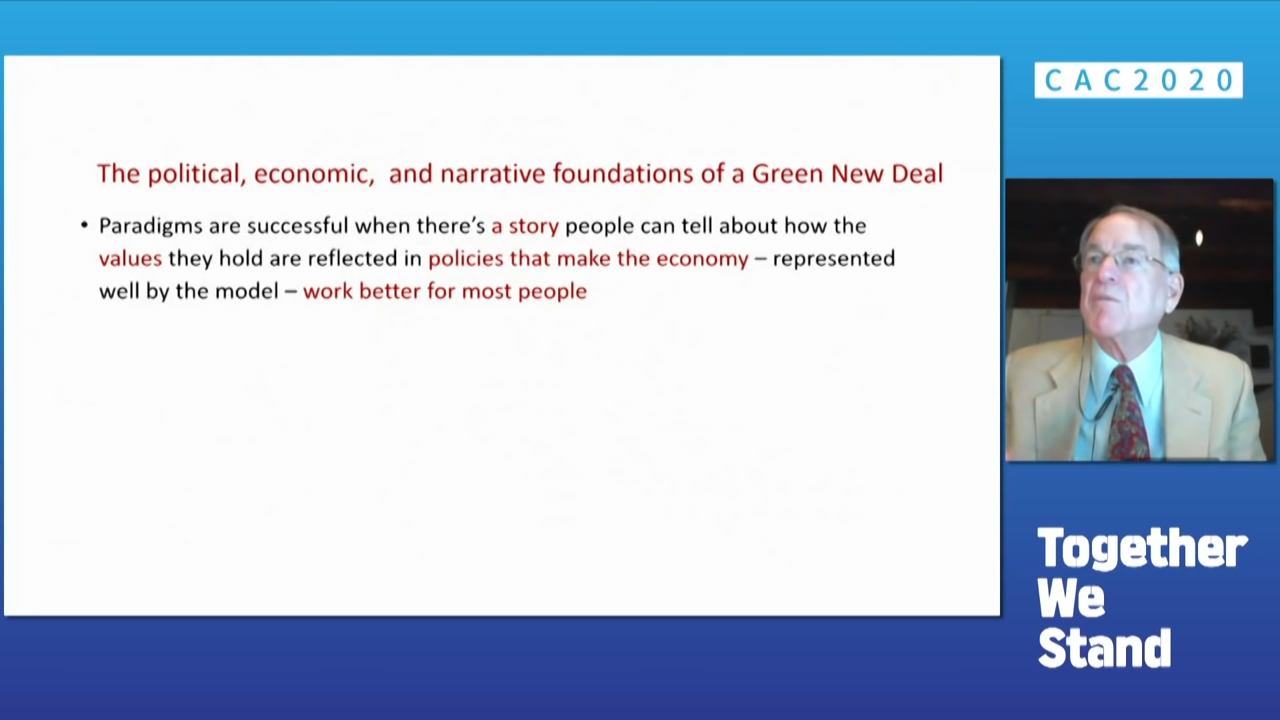 CAC2020
The political, economic, and narrative foundations of a Green New Deal
• Paradigms are successful when there's a story people can tell about how the
values they hold are reflected in policies that make the economy – represented
well by the model – work better for most people
Together
We
Stand